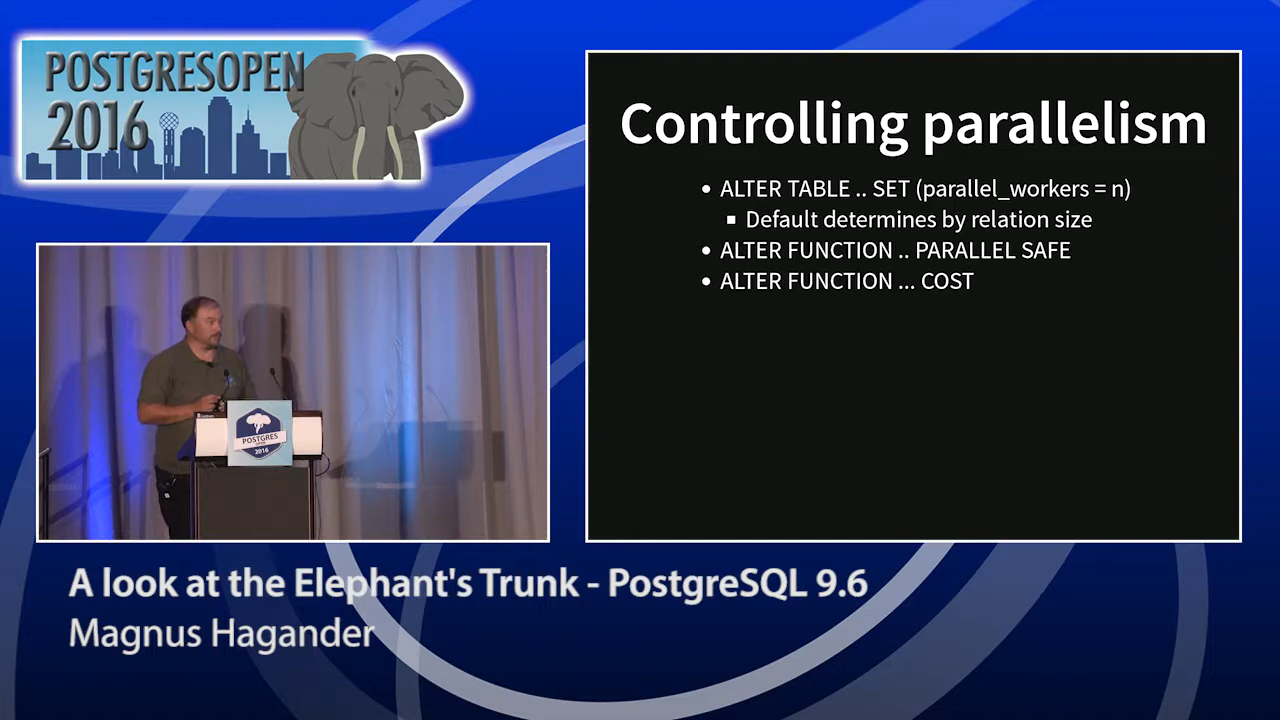 POSTGRESOPEN
2016
Controlling parallelism
ALTER TABLE .. SET (parallel_workers = n)
Default determines by relation size
ALTER FUNCTION .. PARALLEL SAFE
ALTER FUNCTION ... COST
POSTGRES
OPEN
2016
A look at the Elephant's Trunk - PostgreSQL 9.6
Magnus Hagander